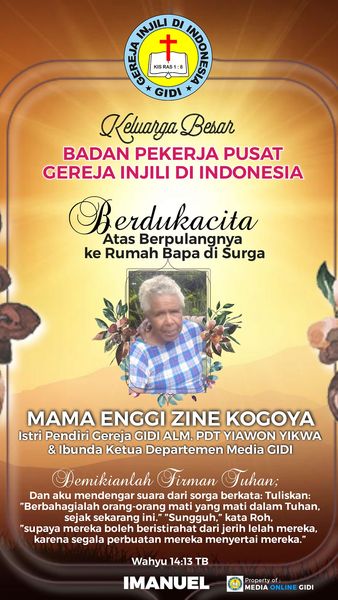 GEREJA INJILI DI INDONESIA
KIS RAS 1 : 8
GIDI
Keluarga Besar
BADAN PEKERJA PUSAT
GEREJA INJILI DI INDONESIA
Berdukacita
Atas Berpulangnya
ke Rumah Bapa di Surga
MAMA ENGGI ZINE KOGOYA
Istri Pendiri Gereja GIDI ALM. PDT YIAWON YIKWA
& Ibunda Ketua Departemen Media GIDI
Demikianlah Firman Tuhan;
Dan aku mendengar suara dari sorga berkata: Tuliskan:
"Berbahagialah orang-orang mati yang mati dalam Tuhan,
sejak sekarang ini." "Sungguh," kata Roh,
"supaya mereka boleh beristirahat dari jerih lelah mereka,
karena segala perbuatan mereka menyertai mereka."
Wahyu 14:13 TB
IMANUEL
Property of :
MEDIA ONLINE GIDI